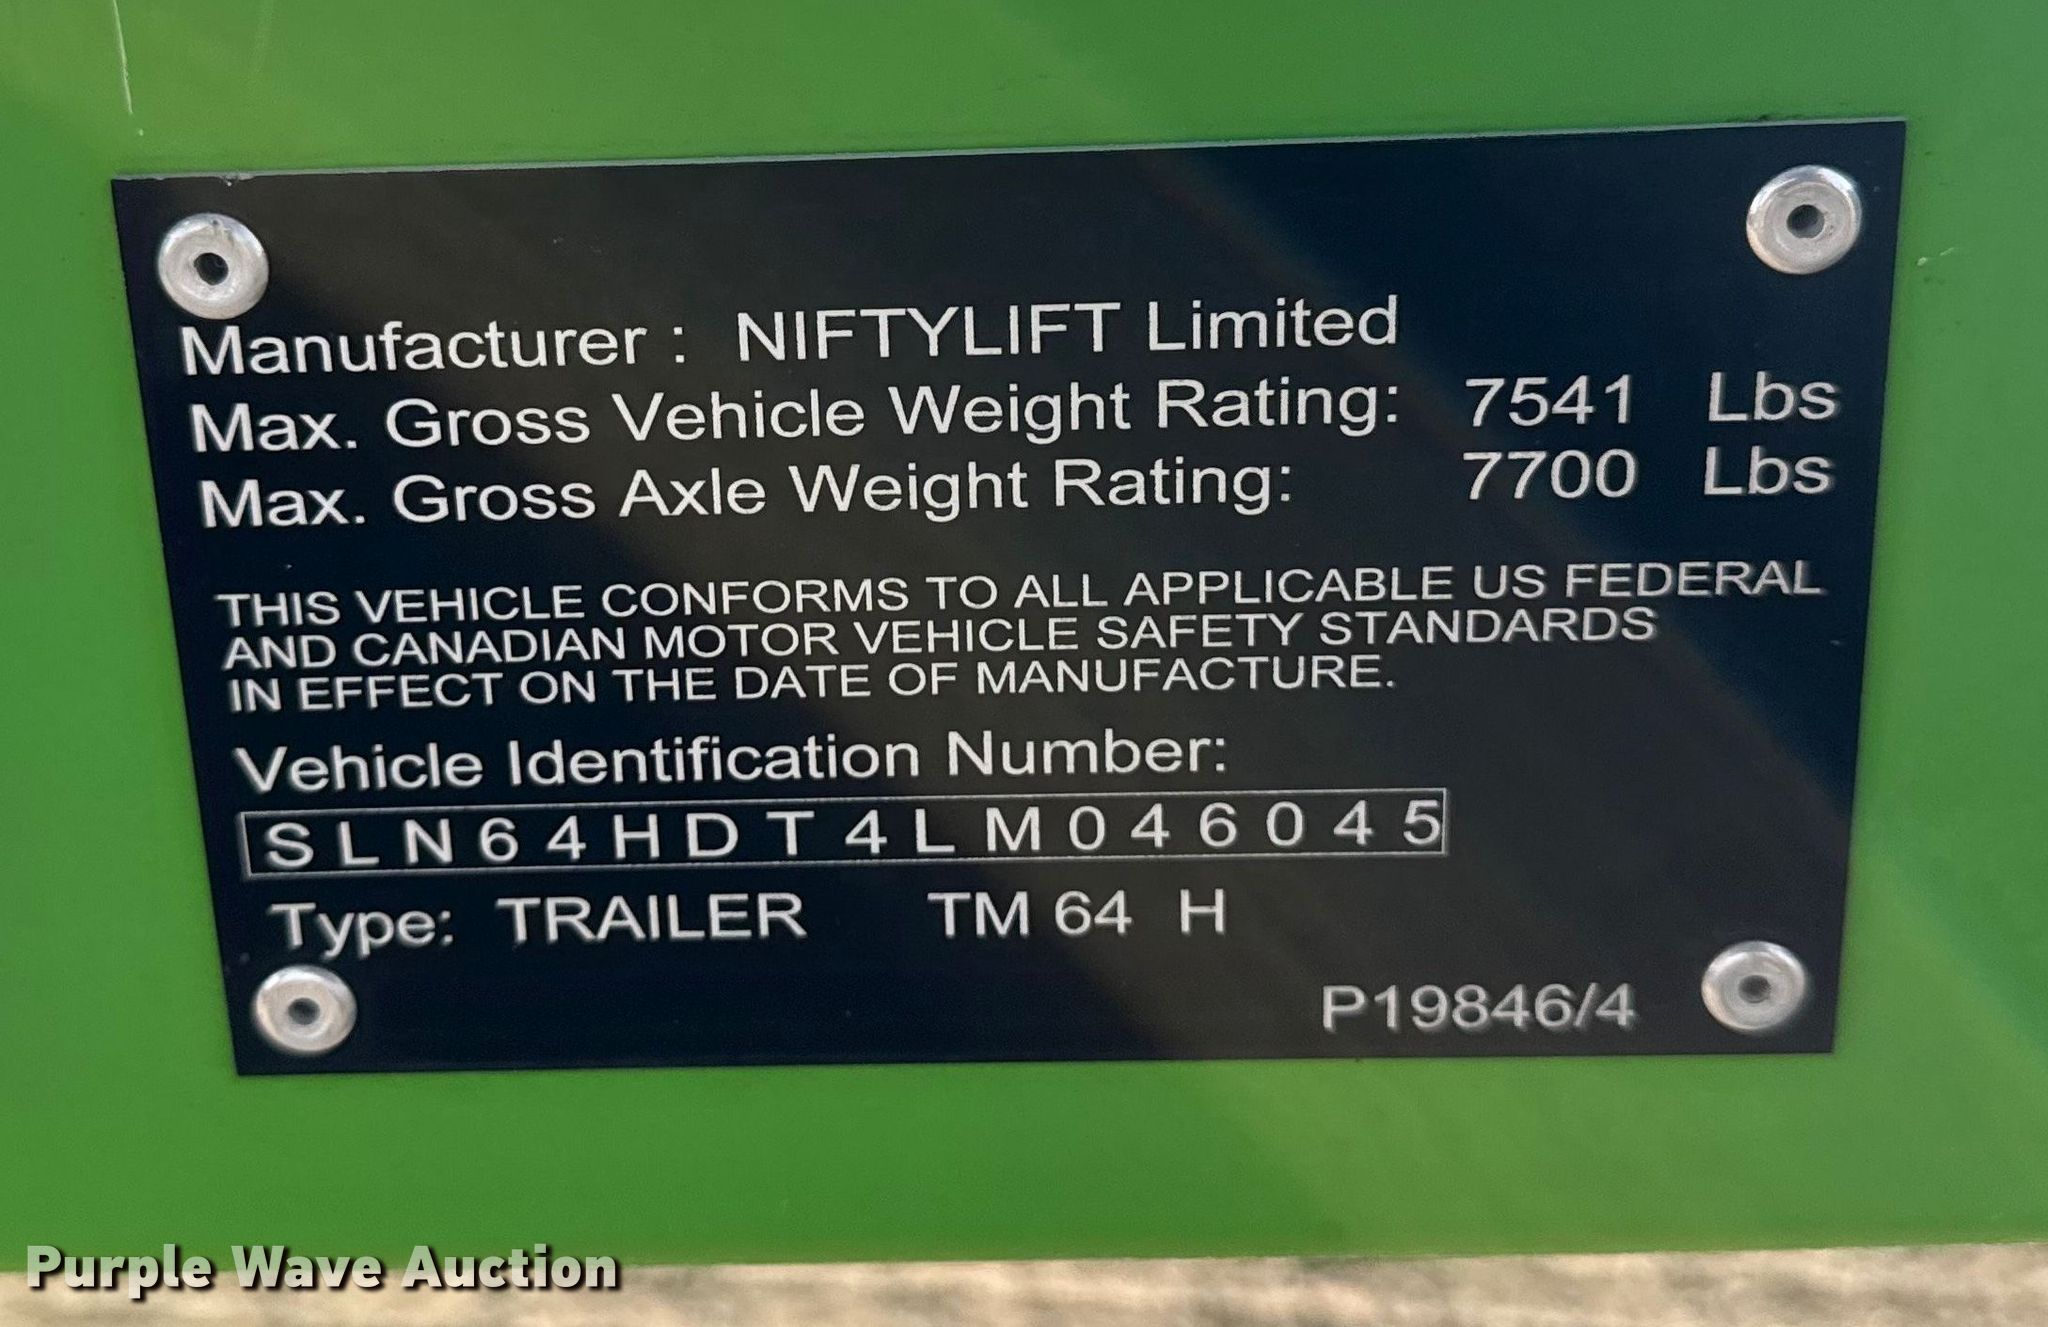 Manufacturer : NIFTYLIFT Limited
Max. Gross Vehicle Weight Rating: 7541 Lbs
Max. Gross Axle Weight Rating: 7700 Lbs
THIS VEHICLE CONFORMS TO ALL APPLICABLE US FEDERAL
AND CANADIAN MOTOR VEHICLE SAFETY STANDARDS
IN EFFECT ON THE DATE OF MANUFACTURE.
Vehicle Identification Number:
SLN64HDT4LM046045
Type: TRAILER TM 64 H
P19846/4
Purple Wave Auction